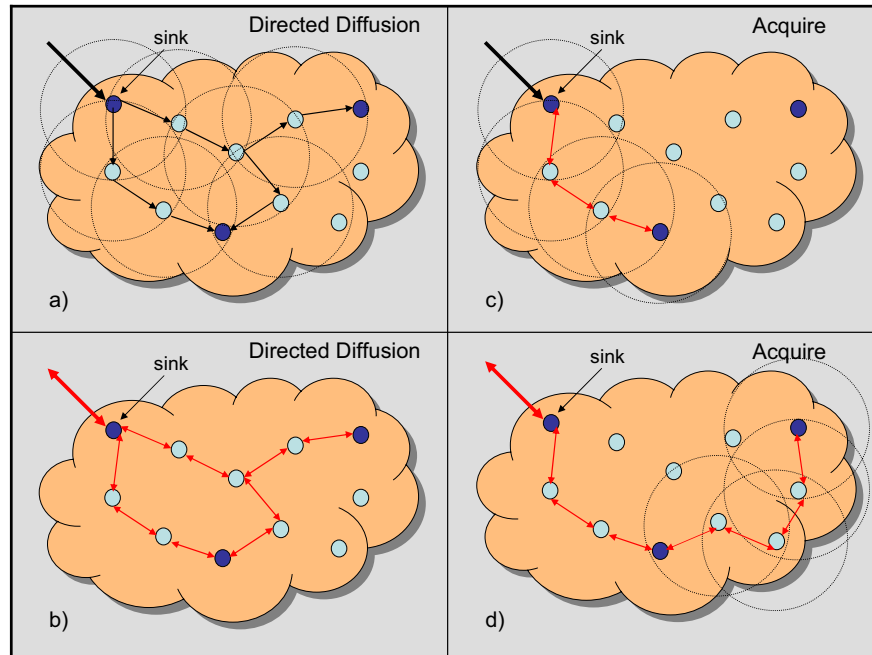 Directed Diffusion
sink
a)
Acquire
sink
c)
Directed Diffusion
sink
b)
Acquire
sink
d)